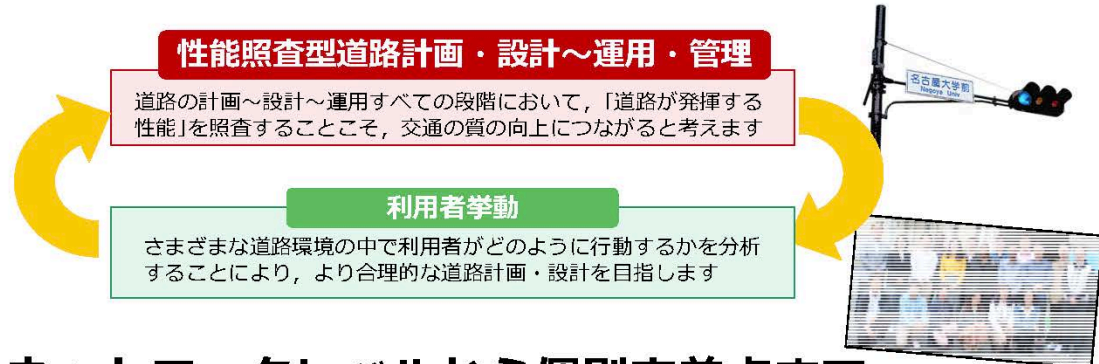 性能照査型道路計画・設計～運用・管理
道路の計画～設計～運用すべての段階において，「道路が発揮する
性能」を照査することこそ，交通の質の向上につながると考えます
名古屋大学前
Nagoya Univ.
利用者挙動
さまざまな道路環境の中で利用者がどのように行動するかを分析
することにより，より合理的な道路計画・設計を目指します